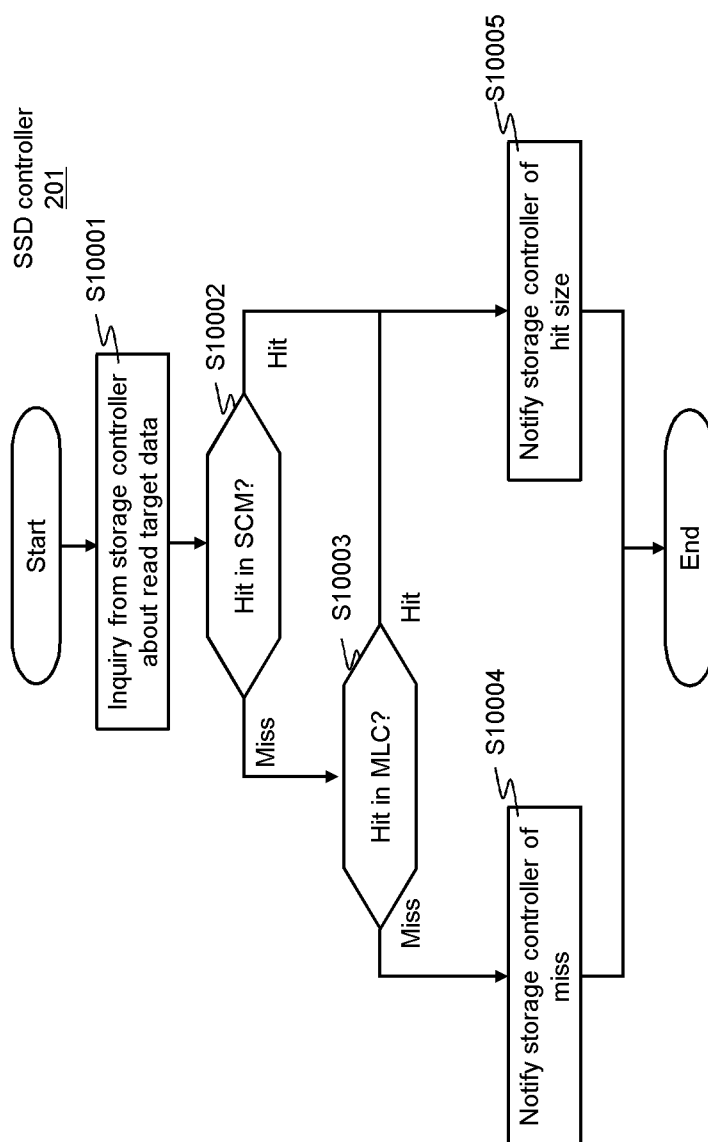 SSD controller
201
Start
S10001
Inquiry from storage controller
about read target data
S10002
Hit in SCM?
Miss
Hit
S10003
Hit in MLC?
Miss
Hit
S10004
Notify storage controller of
miss
S10005
Notify storage controller of
hit size
End